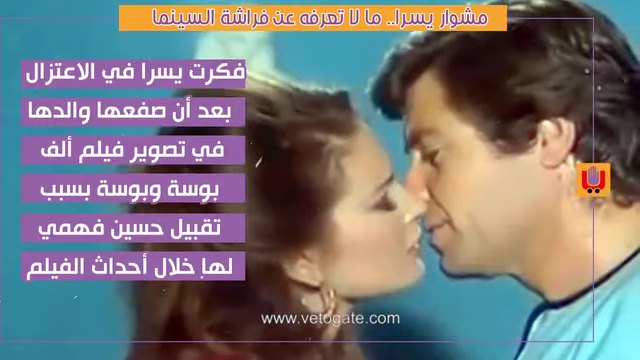 مشوار يسرا.. ما لا تعرفه عن فراشة السينما
فكرت يسرا في الاعتزال
بعد أن صفعها والدها
في تصوير فيلم ألف
بوسة وبوسة بسبب
تقبيل حسين فهمي
لها خلال أحداث الفيلم
www.vetogate.com